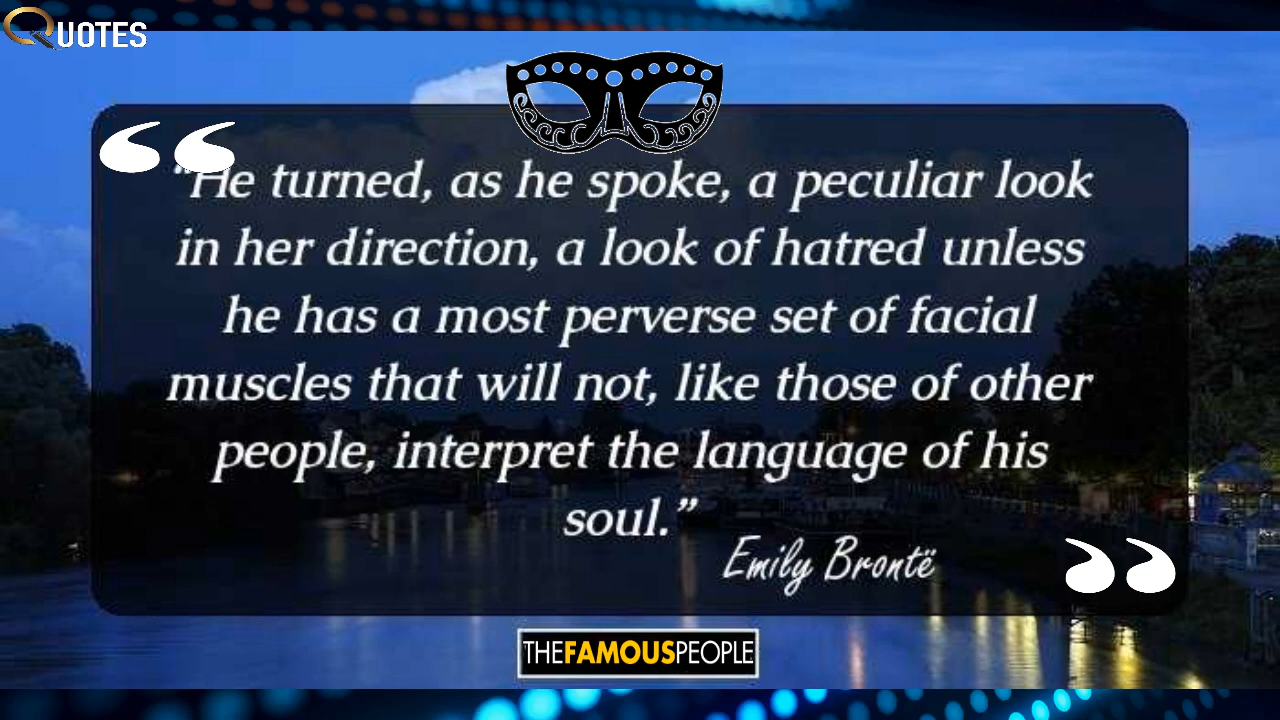 QUOTES
“He turned, as he spoke, a peculiar look
in her direction, a look of hatred unless
he has a most perverse set of facial
muscles that will not, like those of other
people, interpret the language of his
soul.”
Emily Brontë
THEFAMOUSPEOPLE